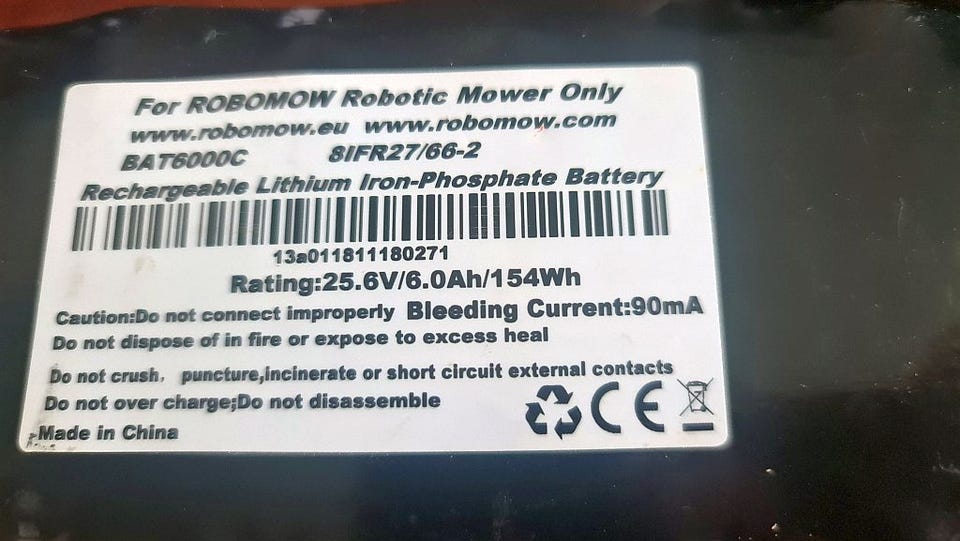 For ROBOMOW Robotic Mower Only
www.robomow.eu www.robomow.com
BAT6000C 8IFR27/66-2
Rechargeable Lithium Iron-Phosphate Battery
13a011811180271
Rating:25.6V/6.0Ah/154Wh
Caution:Do not connect improperly Bleeding Current:90mA
Do not dispose of in fire or expose to excess heal
Do not crush, puncture,incinerate or short circuit external contacts
Do not over charge;Do not disassemble
Made in China
CE